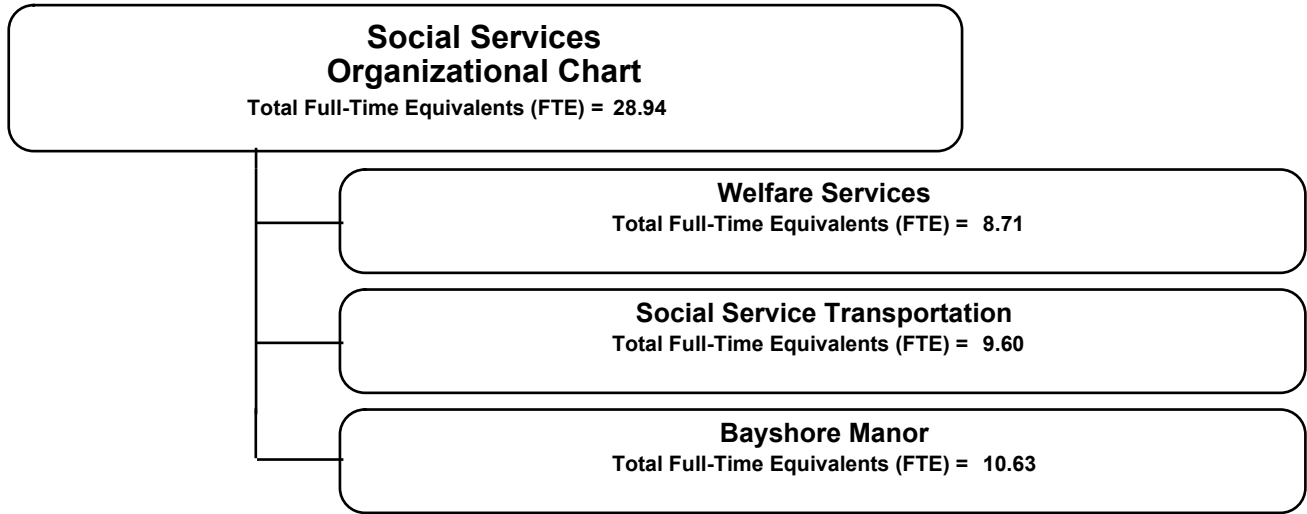 Social Services
Organizational Chart
Total Full-Time Equivalents (FTE) = 28.94
Welfare Services
Total Full-Time Equivalents (FTE) = 8.71
Social Service Transportation
Total Full-Time Equivalents (FTE) = 9.60
Bayshore Manor
Total Full-Time Equivalents (FTE) = 10.63